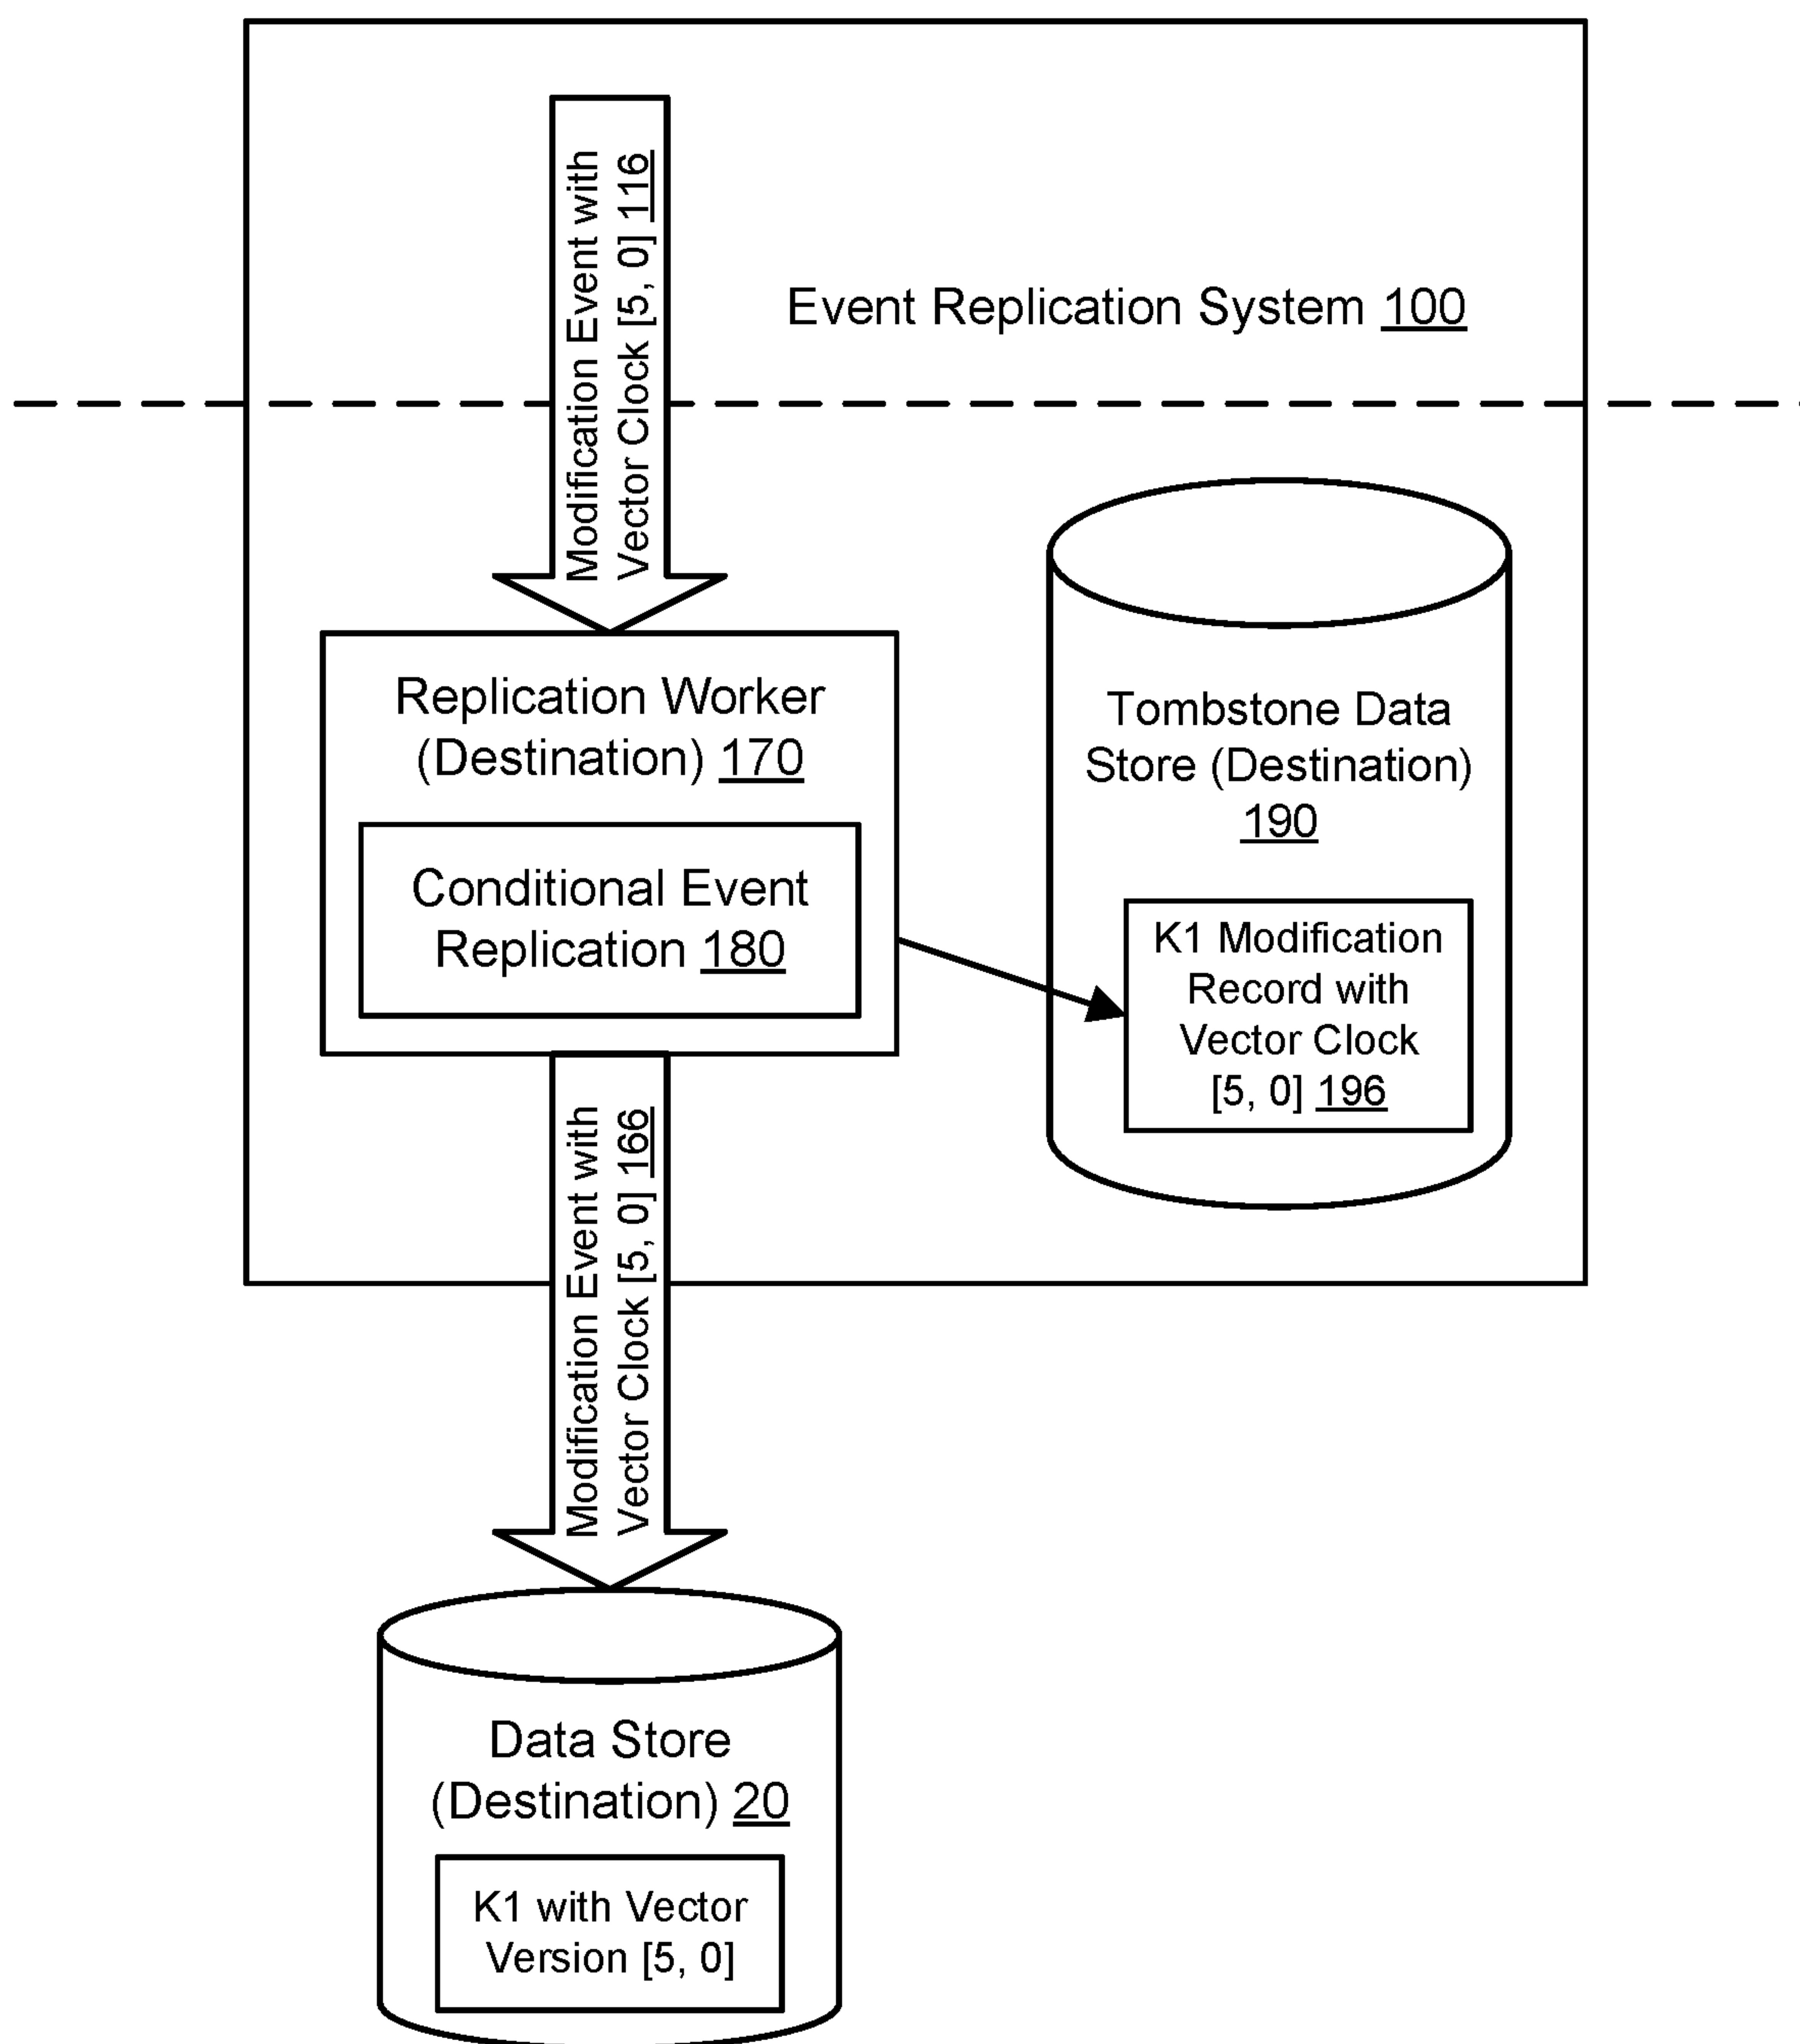 Modification Event with
Vector Clock [5, 0] 116
Event Replication System 100
Replication Worker
(Destination) 170
Conditional Event
Replication 180
Tombstone Data
Store (Destination)
190
K1 Modification
Record with
Vector Clock
[5, 0] 196
Modification Event with
Vector Clock [5, 0] 166
Data Store
(Destination) 20
K1 with Vector
Version [5, 0]